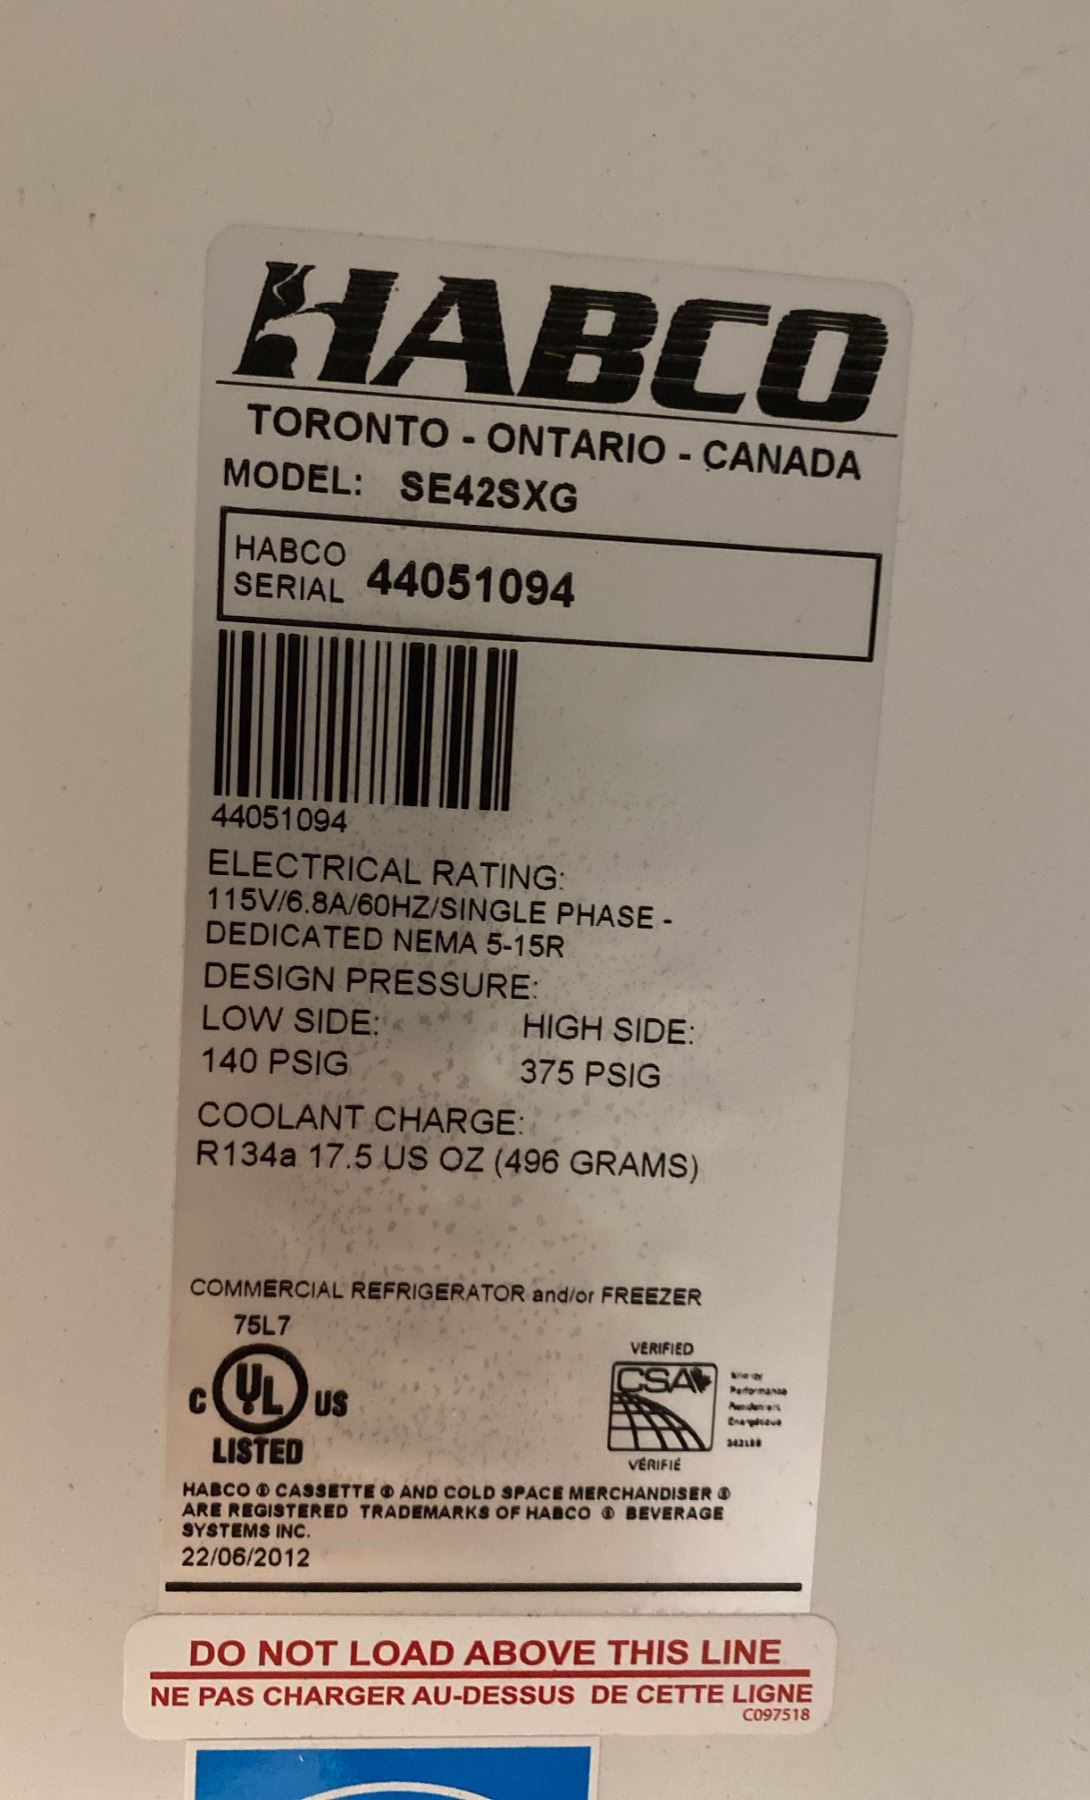 HABCO
TORONTO - ONTARIO - CANADA
MODEL: SE42SXG
HABCO
SERIAL 44051094
44051094
ELECTRICAL RATING:
115V/6.8A/60HZ/SINGLE PHASE -
DEDICATED NEMA 5-15R
DESIGN PRESSURE:
LOW SIDE: HIGH SIDE:
140 PSIG 375 PSIG
COOLANT CHARGE:
R134a 17.5 US OZ (496 GRAMS)
COMMERCIAL REFRIGERATOR and/or FREEZER
75L7
C UL US
LISTED
VERIFIED
CSA
Energy
Performance
Rendement
Énergétique
VÉRIFIÉ
HABCO ® CASSETTE ® AND COLD SPACE MERCHANDISER ®
ARE REGISTERED TRADEMARKS OF HABCO ® BEVERAGE
SYSTEMS INC.
22/06/2012
DO NOT LOAD ABOVE THIS LINE
NE PAS CHARGER AU-DESSUS DE CETTE LIGNE
C097518